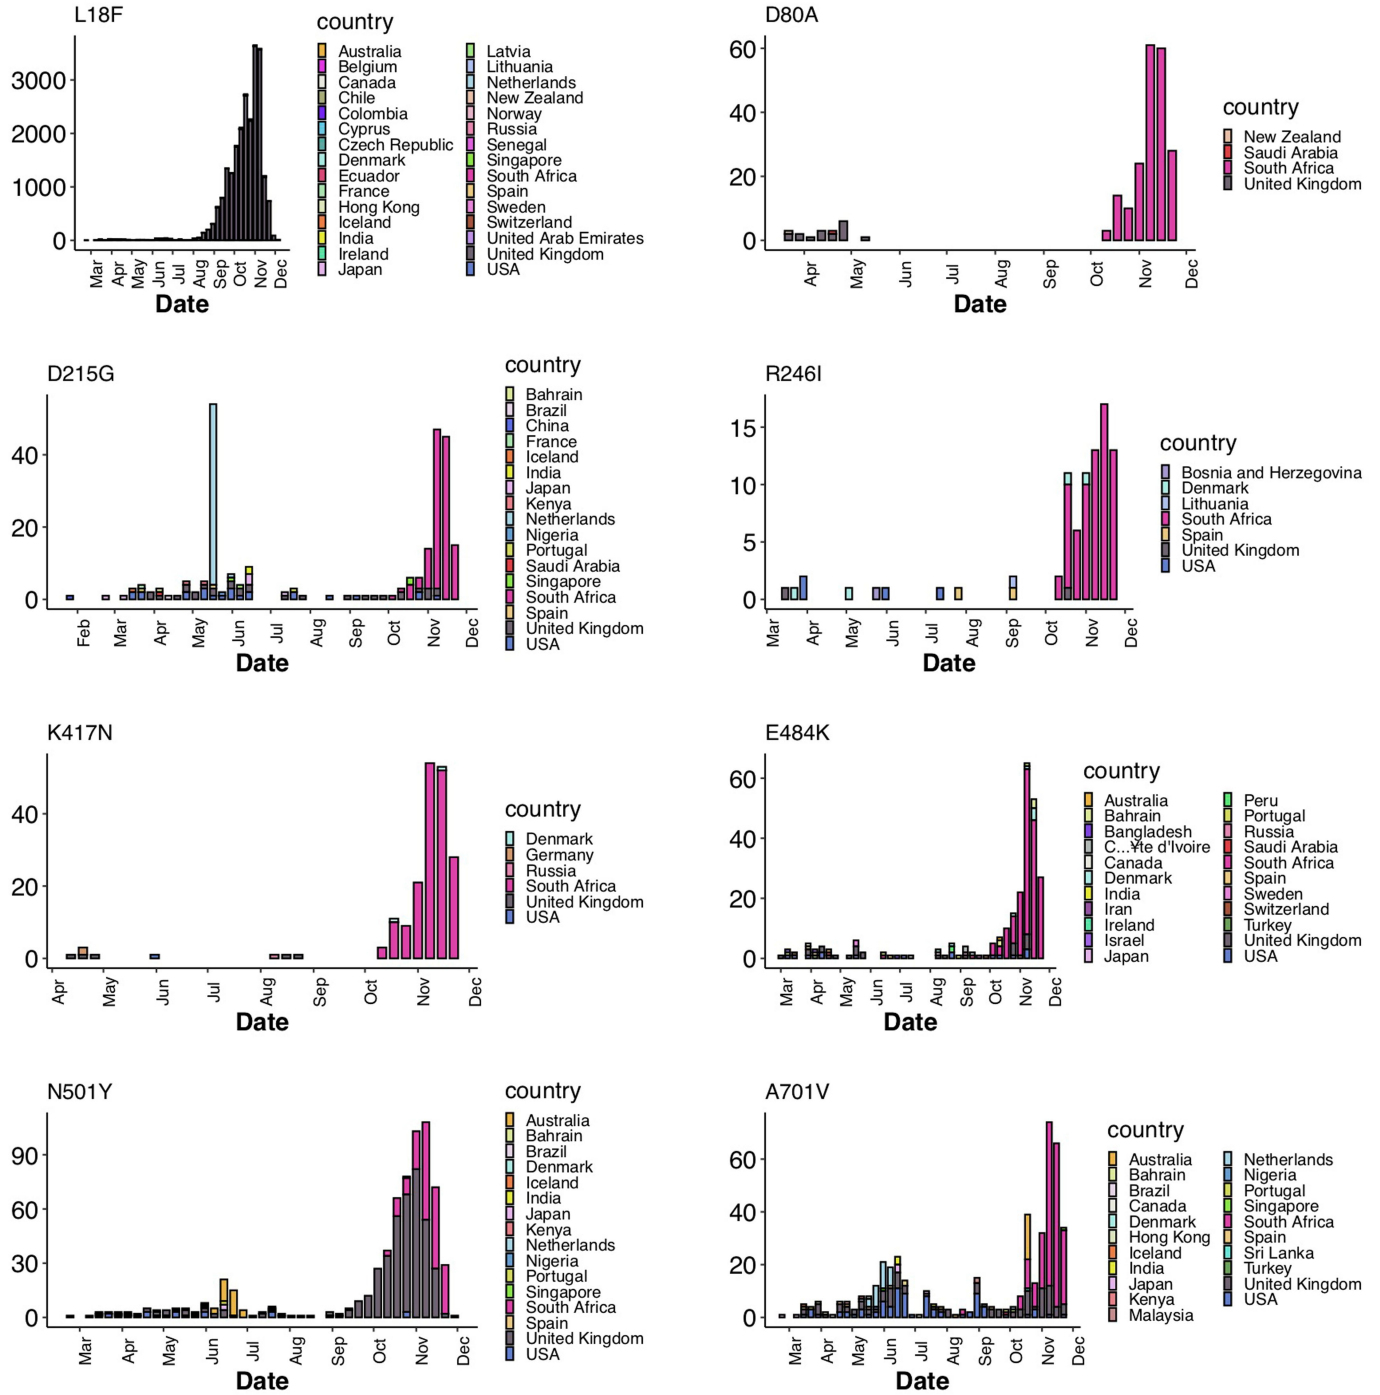 L18F
3000
2000
1000
0
Mar Apr May Jun Jul Aug Sep Oct Nov Dec
Date
country
Australia
Belgium
Canada
Chile
Colombia
Cyprus
Czech Republic
Denmark
Ecuador
France
Hong Kong
Iceland
India
Ireland
Japan
Latvia
Lithuania
Netherlands
New Zealand
Norway
Russia
Senegal
Singapore
South Africa
Spain
Sweden
Switzerland
United Arab Emirates
United Kingdom
USA
D80A
60
40
20
0
Apr May Jun Jul Aug Sep Oct Nov Dec
Date
country
New Zealand
Saudi Arabia
South Africa
United Kingdom
D215G
40
20
0
Feb Mar Apr May Jun Jul Aug Sep Oct Nov Dec
Date
country
Bahrain
Brazil
China
France
Iceland
India
Japan
Kenya
Netherlands
Nigeria
Portugal
Saudi Arabia
Singapore
South Africa
Spain
United Kingdom
USA
R246I
15
10
5
0
Mar Apr May Jun Jul Aug Sep Oct Nov Dec
Date
country
Bosnia and Herzegovina
Denmark
Lithuania
South Africa
Spain
United Kingdom
USA
K417N
40
20
0
Apr May Jun Jul Aug Sep Oct Nov Dec
Date
country
Denmark
Germany
Russia
South Africa
United Kingdom
USA
E484K
60
40
20
0
Mar Apr May Jun Jul Aug Sep Oct Nov Dec
Date
country
Australia
Bahrain
Bangladesh
C...¥te d'Ivoire
Canada
Denmark
India
Iran
Ireland
Israel
Japan
Peru
Portugal
Russia
Saudi Arabia
South Africa
Spain
Sweden
Switzerland
Turkey
United Kingdom
USA
N501Y
90
60
30
0
Mar Apr May Jun Jul Aug Sep Oct Nov Dec
Date
country
Australia
Bahrain
Brazil
Denmark
Iceland
India
Japan
Kenya
Netherlands
Nigeria
Portugal
Singapore
South Africa
Spain
United Kingdom
USA
A701V
60
40
20
0
Mar Apr May Jun Jul Aug Sep Oct Nov Dec
Date
country
Australia
Bahrain
Brazil
Canada
Denmark
Hong Kong
Iceland
India
Japan
Kenya
Malaysia
Netherlands
Nigeria
Portugal
Singapore
South Africa
Spain
Sri Lanka
Turkey
United Kingdom
USA